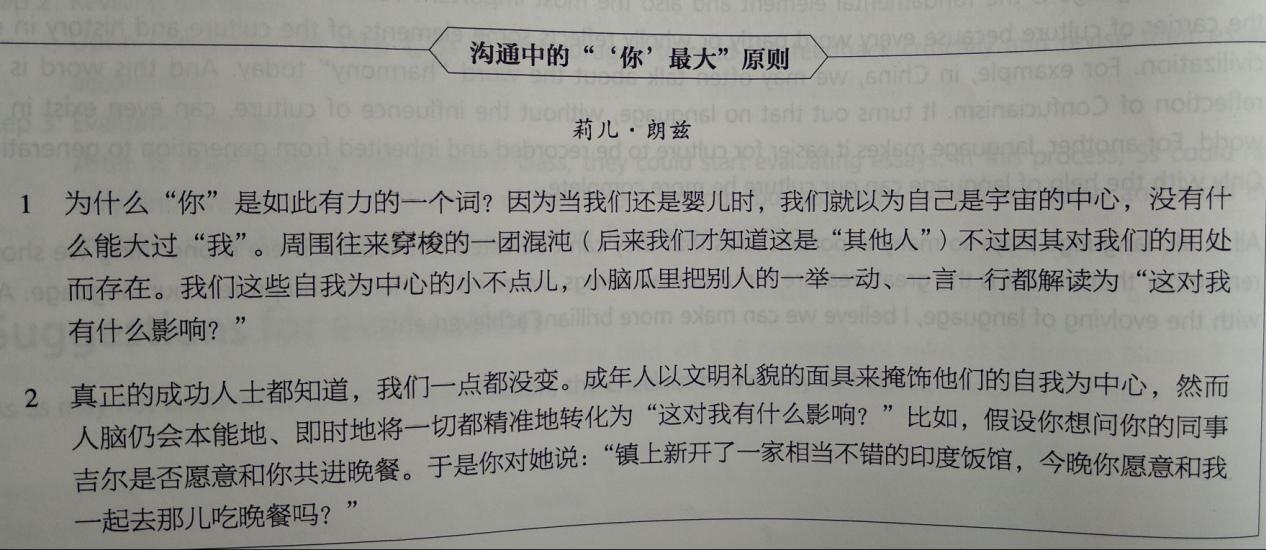 沟通中的“‘你’最大”原则
莉儿·朗兹
1 为什么“你”是如此有力的一个词？因为当我们还是婴儿时，我们就以为自己是宇宙的中心，没有什
么能大过“我”。周围往来穿梭的一团混沌（后来我们才知道这是“其他人”）不过因其对我们的用处
而存在。我们这些自我为中心的小不点儿，小脑瓜里把别人的一举一动、一言一行都解读为“这对我
有什么影响？”
2 真正的成功人士都知道，我们一点都没变。成年人以文明礼貌的面具来掩饰他们的自我为中心，然而
人脑仍会本能地、即时地将一切都精准地转化为“这对我有什么影响？”比如，假设你想问你的同事
吉尔是否愿意和你共进晚餐。于是你对她说：“镇上新开了一家相当不错的印度饭馆，今晚你愿意和我
一起去那儿吃晚餐吗？”